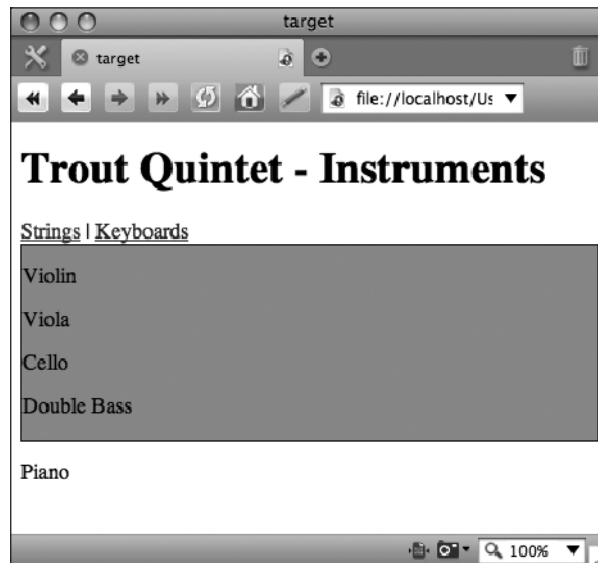 target
target
file://localhost/Us
Trout Quintet - Instruments
Strings | Keyboards
Violin
Viola
Cello
Double Bass
Piano
100%